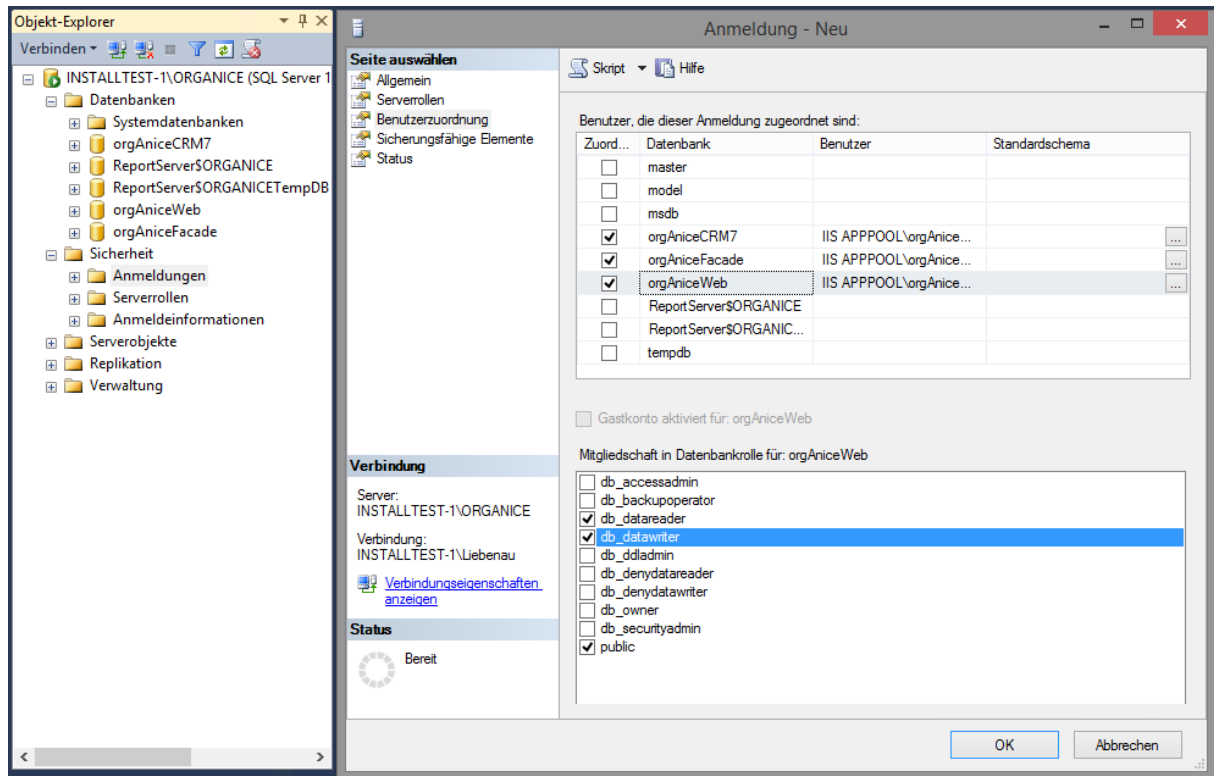 Objekt-Explorer
Verbinden
INSTALLTEST-1\ORGANICE (SQL Server 1
Datenbanken
Systemdatenbanken
orgAniceCRM7
ReportServer$ORGANICE
ReportServer$ORGANICETempDB
orgAniceWeb
orgAniceFacade
Sicherheit
Anmeldungen
Serverrollen
Anmeldeinformationen
Serverobjekte
Replikation
Verwaltung
Anmeldung - Neu
Seite auswählen
Allgemein
Serverrollen
Benutzerzuordnung
Sicherungsfähige Elemente
Status
Verbindung
Server:
INSTALLTEST-1\ORGANICE
Verbindung:
INSTALLTEST-1\Liebenau
Verbindungseigenschaften
anzeigen
Status
Bereit
Skript Hilfe
Benutzer, die dieser Anmeldung zugeordnet sind:
Zuord... Datenbank Benutzer Standardschema
master
model
msdb
orgAniceCRM7 IIS APPPOOL\orgAnice... ...
orgAniceFacade IIS APPPOOL\orgAnice... ...
orgAniceWeb IIS APPPOOL\orgAnice... ...
ReportServer$ORGANICE
ReportServer$ORGANIC...
tempdb
Gastkonto aktiviert für: orgAniceWeb
Mitgliedschaft in Datenbankrolle für: orgAniceWeb
db_accessadmin
db_backupoperator
db_datareader
db_datawriter
db_ddladmin
db_denydatareader
db_denydatawriter
db_owner
db_securityadmin
public
OK Abbrechen